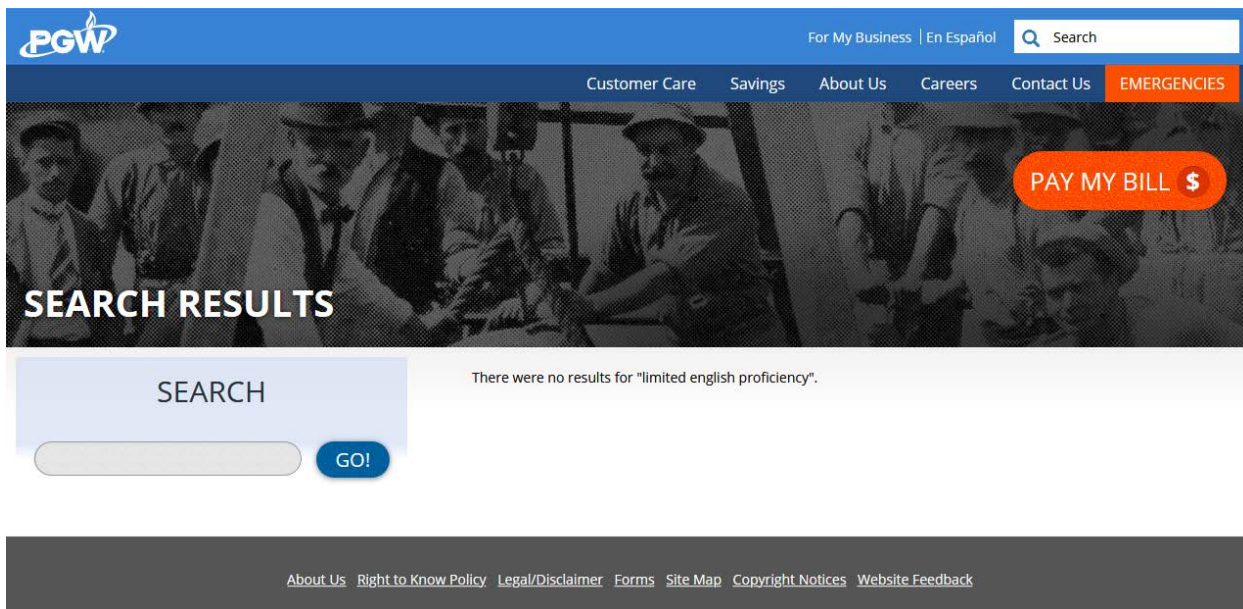 PGW
For My Business | En Español
Search
Customer Care Savings About Us Careers Contact Us EMERGENCIES
PAY MY BILL $
SEARCH RESULTS
SEARCH
There were no results for "limited english proficiency".
GO!
About Us Right to Know Policy Legal/Disclaimer Forms Site Map Copyright Notices Website Feedback